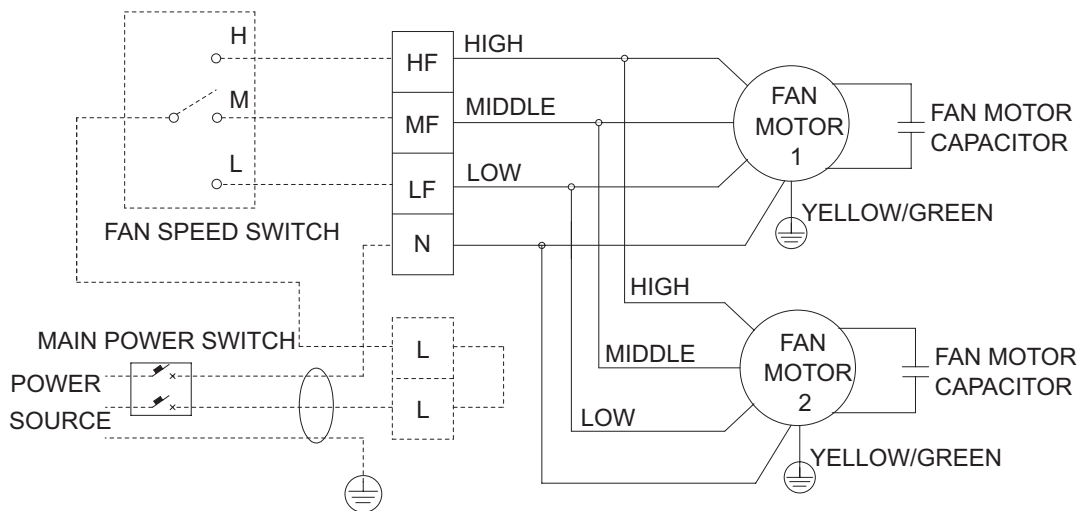 H
M
L
FAN SPEED SWITCH
HF
MF
LF
N
HIGH
MIDDLE
LOW
FAN
MOTOR
1
FAN MOTOR
CAPACITOR
YELLOW/GREEN
MAIN POWER SWITCH
POWER
SOURCE
L
L
HIGH
MIDDLE
LOW
FAN
MOTOR
2
FAN MOTOR
CAPACITOR
YELLOW/GREEN